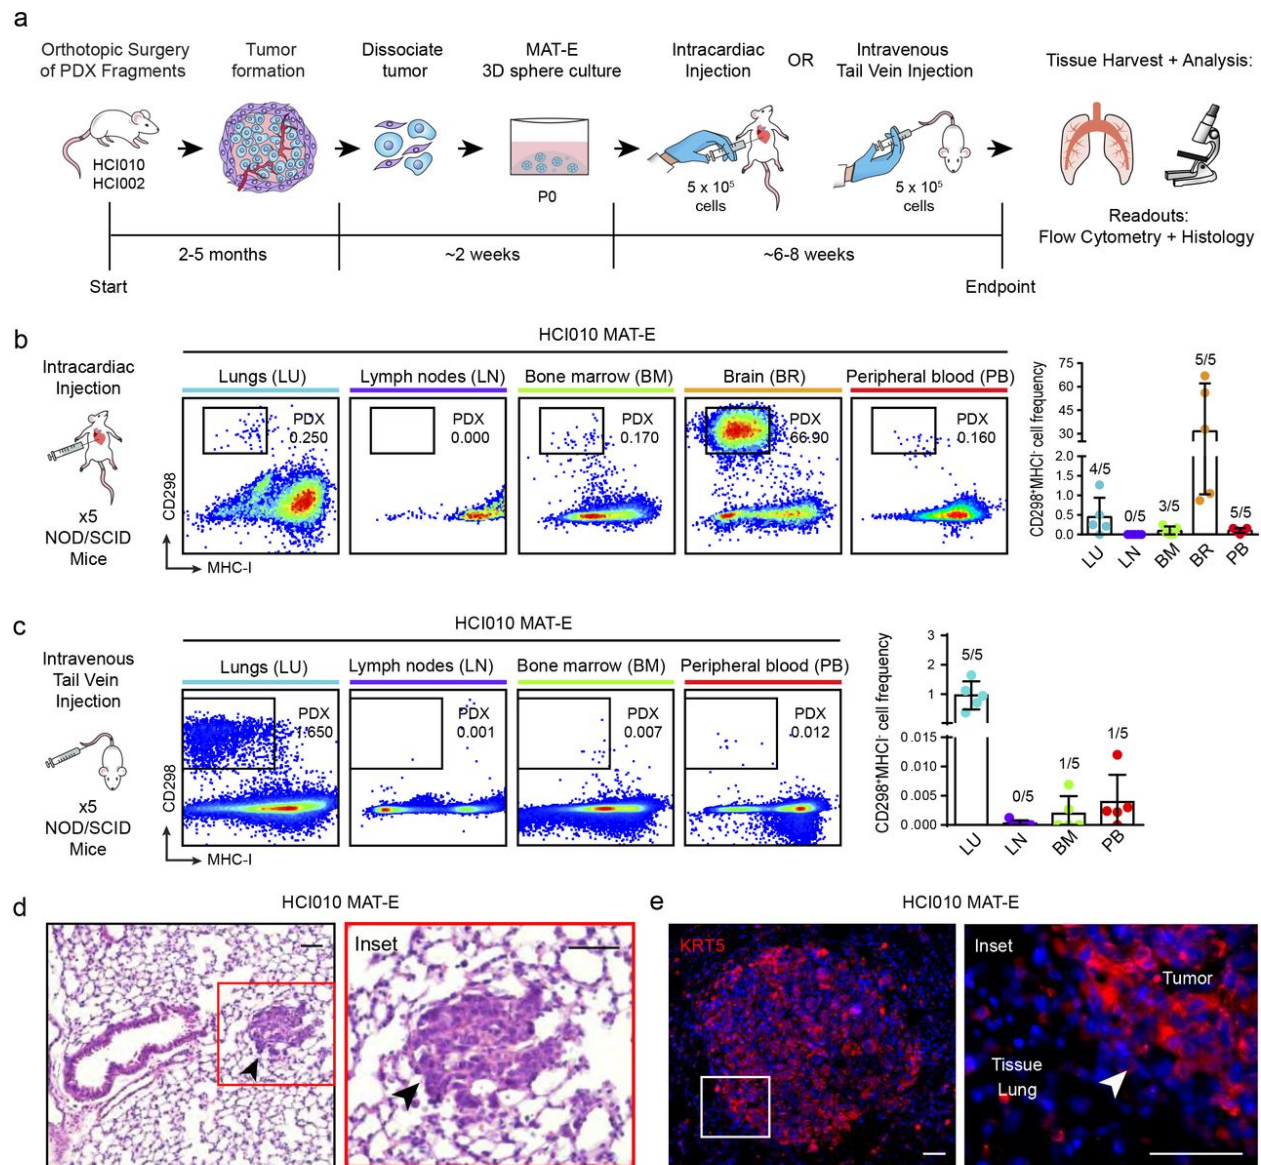 a
Orthotopic Surgery
of PDX Fragments
Tumor
formation
Dissociate
tumor
MAT-E
3D sphere culture
Intracardiac
Injection
OR
Intravenous
Tail Vein Injection
Tissue Harvest + Analysis:
HCI010
HCI002
P0
5 x 10⁵
cells
5 x 10⁵
cells
Readouts:
Flow Cytometry + Histology
2-5 months
~2 weeks
~6-8 weeks
Start
Endpoint
b
HCI010 MAT-E
Intracardiac
Injection
x5
NOD/SCID
Mice
Lungs (LU)
Lymph nodes (LN)
Bone marrow (BM)
Brain (BR)
Peripheral blood (PB)
PDX
0.250
PDX
0.000
PDX
0.170
PDX
66.90
PDX
0.160
CD298
MHC-I
CD298⁺MHCI⁻ cell frequency
75
60
45
30
2.0
1.5
1.0
0.5
0.0
4/5
0/5
3/5
5/5
5/5
LU
LN
BM
BR
PB
c
HCI010 MAT-E
Intravenous
Tail Vein
Injection
x5
NOD/SCID
Mice
Lungs (LU)
Lymph nodes (LN)
Bone marrow (BM)
Peripheral blood (PB)
PDX
1.650
PDX
0.001
PDX
0.007
PDX
0.012
CD298
MHC-I
CD298⁺MHCI⁻ cell frequency
3
2
1
0.015
0.010
0.005
0.000
5/5
0/5
1/5
1/5
LU
LN
BM
PB
d
HCI010 MAT-E
Inset
e
HCI010 MAT-E
KRT5
Inset
Tumor
Tissue
Lung